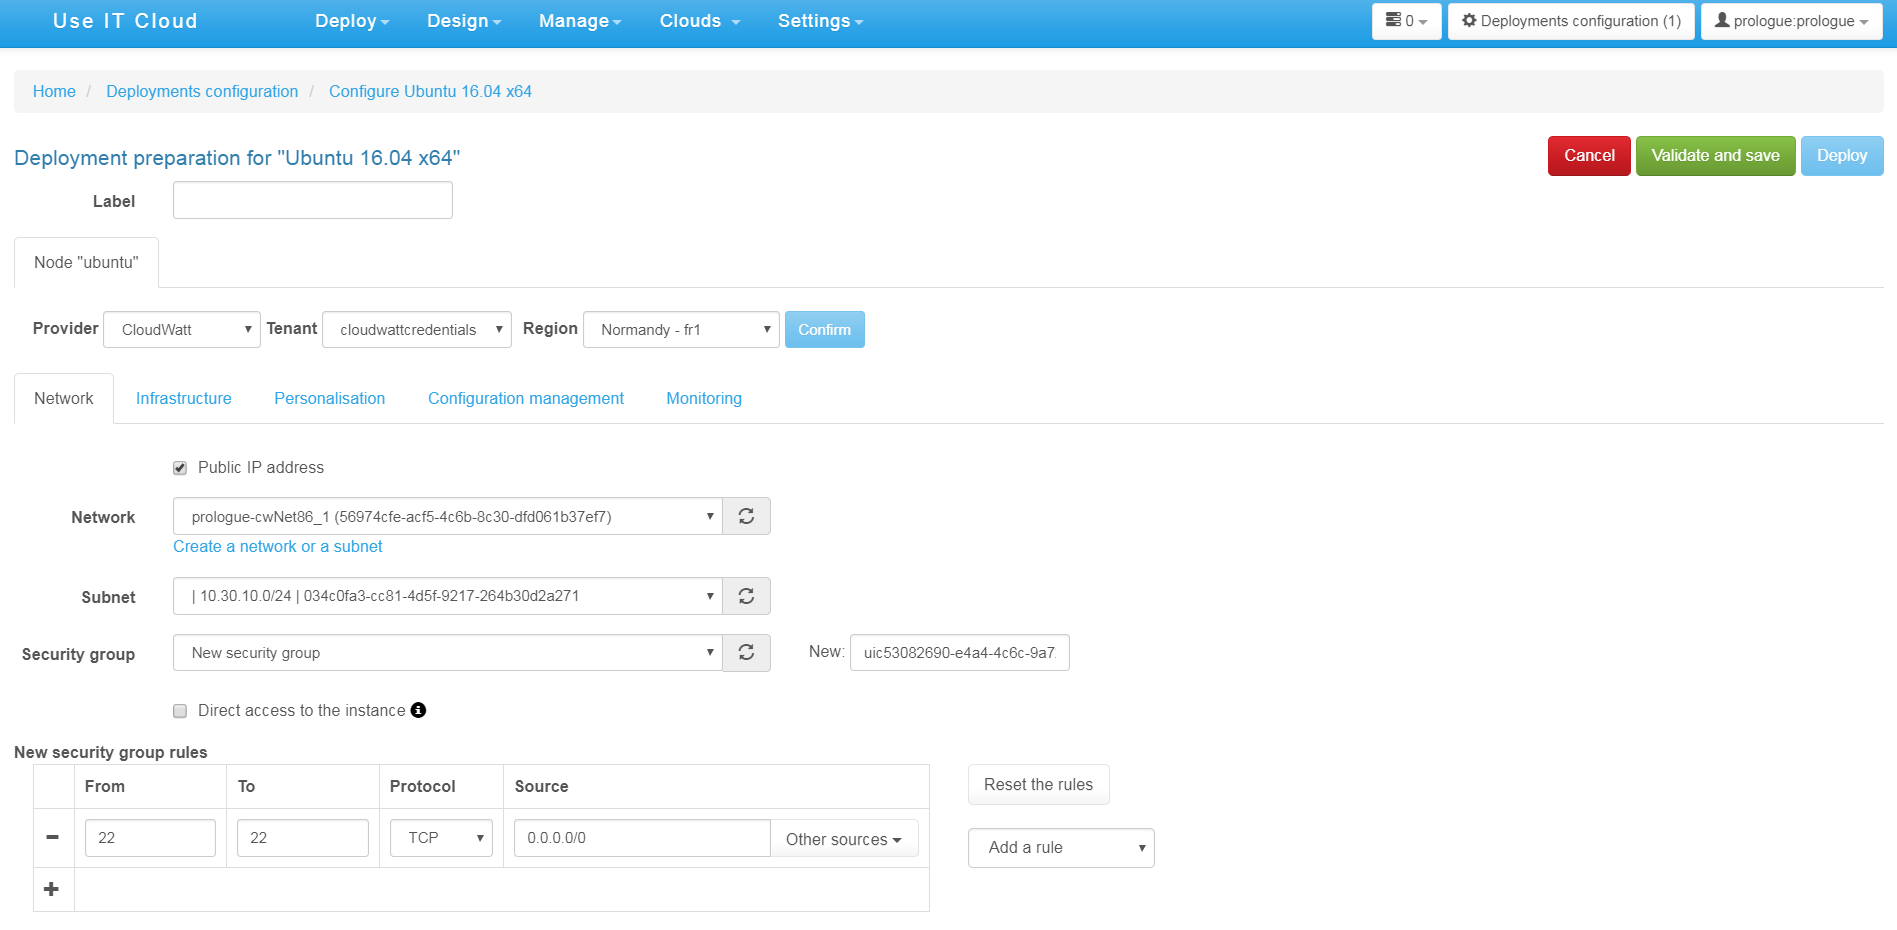 Use IT Cloud Deploy Design Manage Clouds Settings 0 Deployments configuration (1) prologue:prologue
Home / Deployments configuration / Configure Ubuntu 16.04 x64
Deployment preparation for "Ubuntu 16.04 x64" Cancel Validate and save Deploy
Label
Node "ubuntu"
Provider CloudWatt Tenant cloudwattcredentials Region Normandy - fr1 Confirm
Network Infrastructure Personalisation Configuration management Monitoring
Public IP address
Network prologue-cwNet86_1 (56974cfe-acf5-4c6b-8c30-dfd061b37ef7)
Create a network or a subnet
Subnet | 10.30.10.0/24 | 034c0fa3-cc81-4d5f-9217-264b30d2a271
Security group New security group New: uic53082690-e4a4-4c6c-9a7
Direct access to the instance
New security group rules
From To Protocol Source Reset the rules
22 22 TCP 0.0.0.0/0 Other sources Add a rule